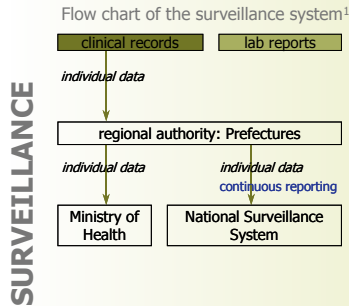 Flow chart of the surveillance system1
clinical records
lab reports
individual data
regional authority: Prefectures
individual data
individual data
continuous reporting
Ministry of
Health
National Surveillance
System
SURVEILLANCE